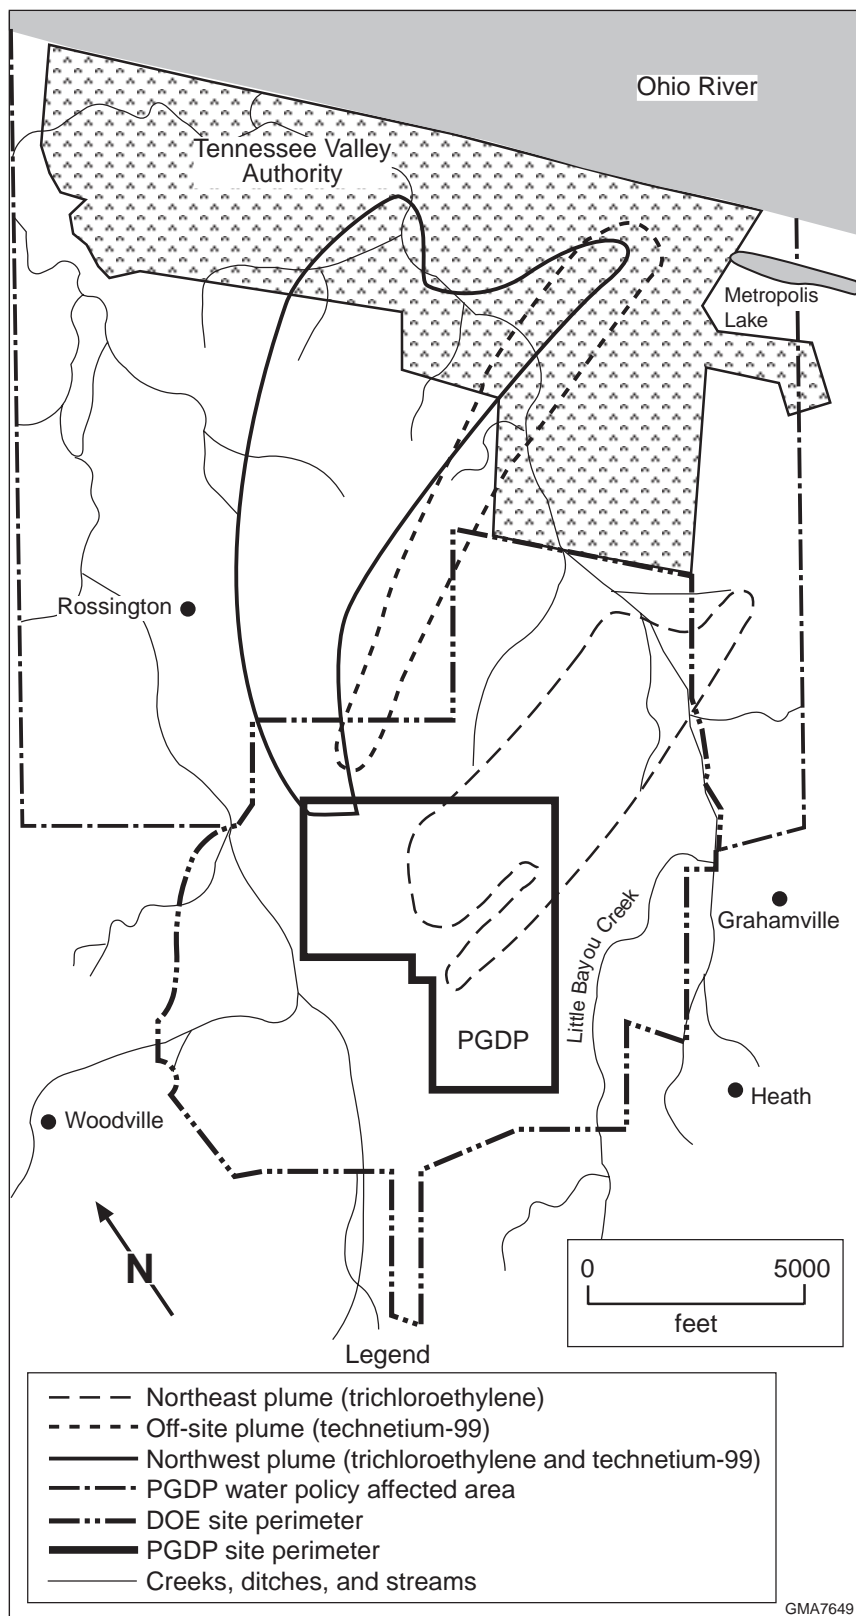 Ohio River
Tennessee Valley
Authority
Metropolis
Lake
Rossington
Grahamville
Little Bayou Creek
PGDP
Heath
Woodville
N
0 5000
feet
Legend
Northeast plume (trichloroethylene)
Off-site plume (technetium-99)
Northwest plume (trichloroethylene and technetium-99)
PGDP water policy affected area
DOE site perimeter
PGDP site perimeter
Creeks, ditches, and streams
GMA7649